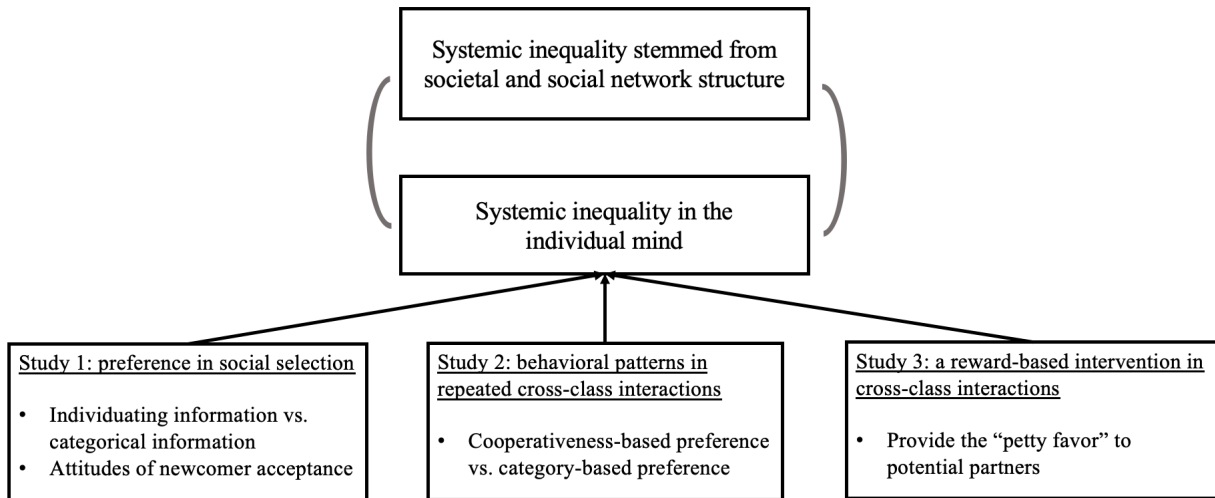 Systemic inequality stemmed from
societal and social network structure
Systemic inequality in the
individual mind
Study 1: preference in social selection
• Individuating information vs.
categorical information
• Attitudes of newcomer acceptance
Study 2: behavioral patterns in
repeated cross-class interactions
• Cooperativeness-based preference
vs. category-based preference
Study 3: a reward-based intervention in
cross-class interactions
• Provide the “petty favor” to
potential partners